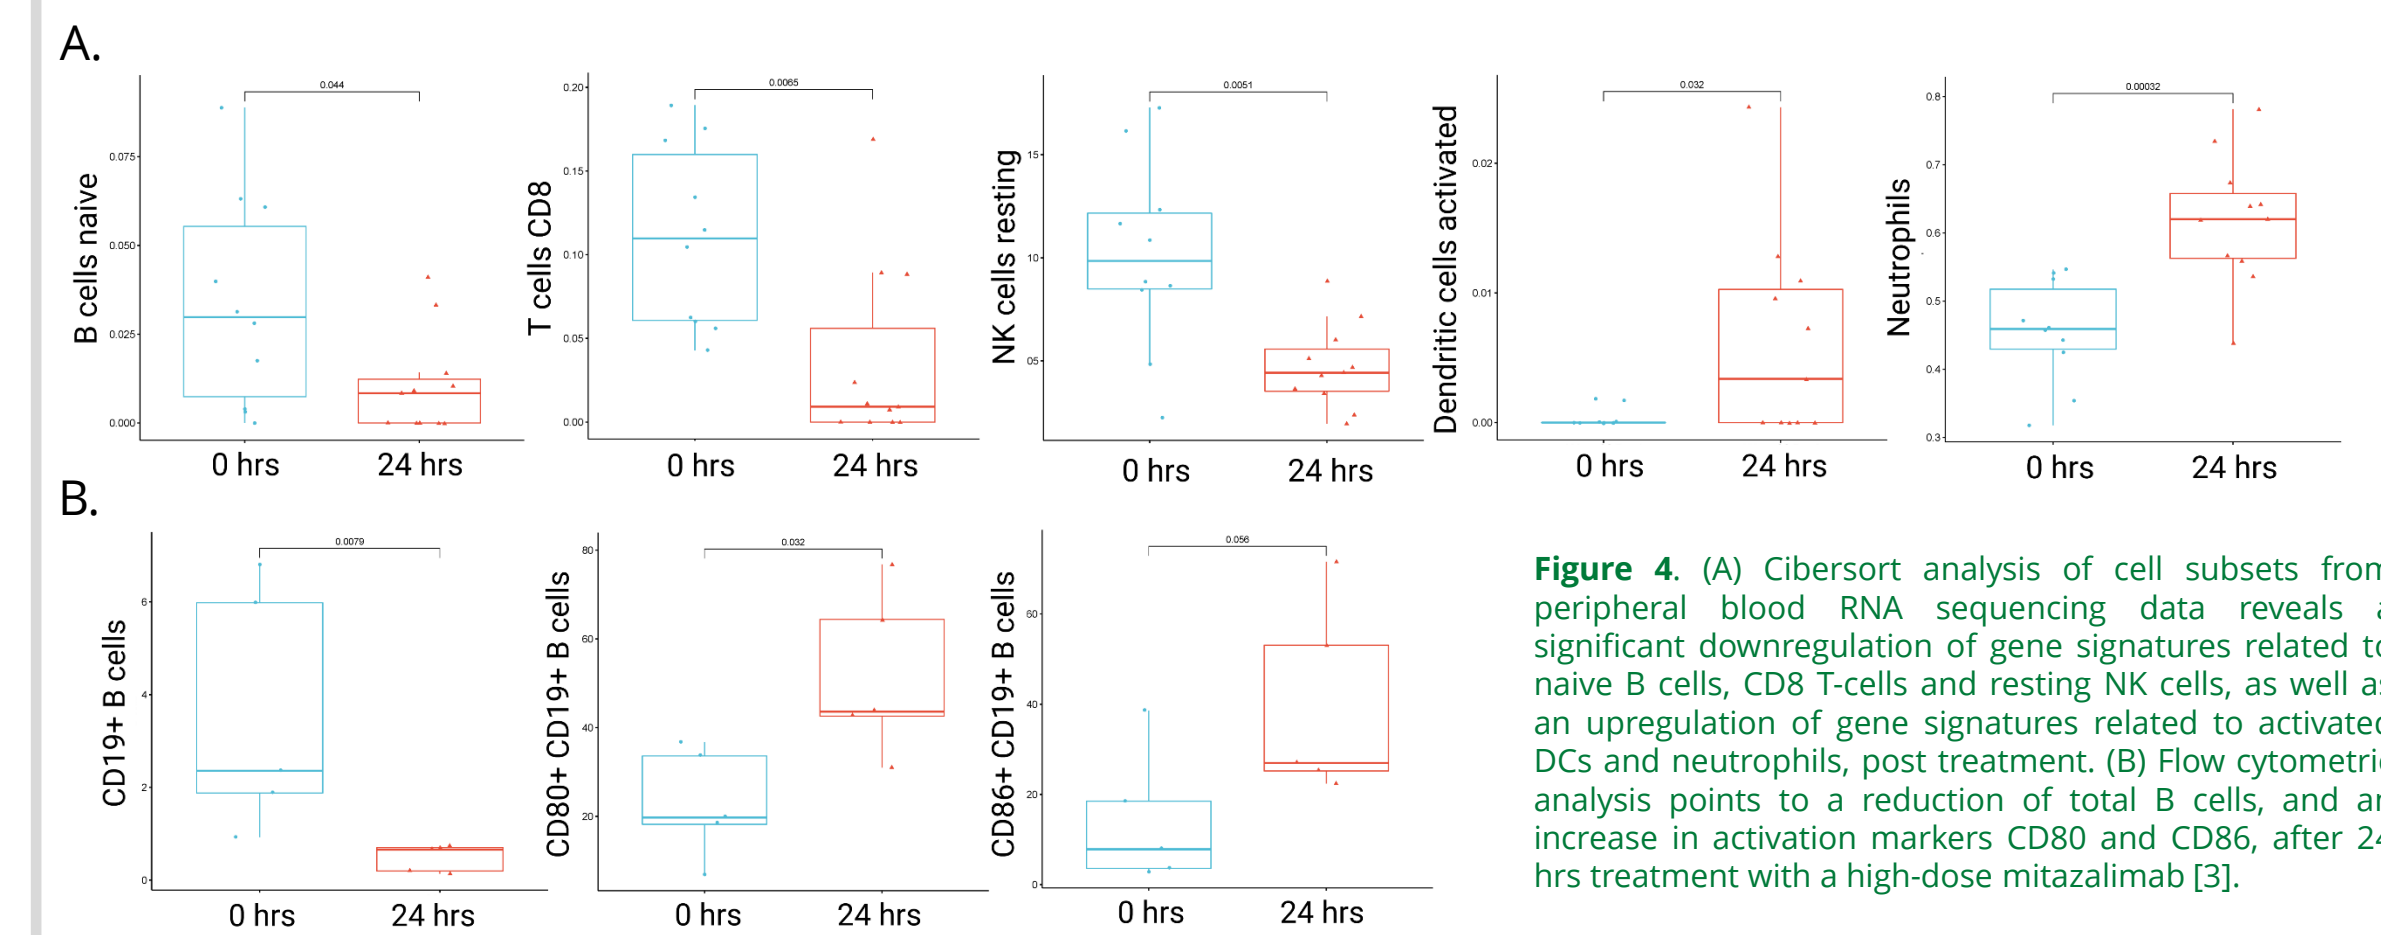 A.
B cells naive
0.075
0.050
0.025
0.000
0.044
0 hrs
24 hrs
T cells CD8
0.20
0.15
0.10
0.05
0.00
0.0065
0 hrs
24 hrs
NK cells resting
15
10
05
0.0051
0 hrs
24 hrs
Dendritic cells activated
0.02
0.01
0.00
0.032
0 hrs
24 hrs
Neutrophils
0.8
0.7
0.6
0.5
0.4
0.3
0.00032
0 hrs
24 hrs
B.
CD19+ B cells
6
4
2
0
0.0079
0 hrs
24 hrs
CD80+ CD19+ B cells
80
60
40
20
0.032
0 hrs
24 hrs
CD86+ CD19+ B cells
60
40
20
0
0.056
0 hrs
24 hrs
Figure 4. (A) Cibersort analysis of cell subsets from
peripheral blood RNA sequencing data reveals a
significant downregulation of gene signatures related to
naive B cells, CD8 T-cells and resting NK cells, as well as
an upregulation of gene signatures related to activated
DCs and neutrophils, post treatment. (B) Flow cytometric
analysis points to a reduction of total B cells, and an
increase in activation markers CD80 and CD86, after 24
hrs treatment with a high-dose mitazalimab [3].